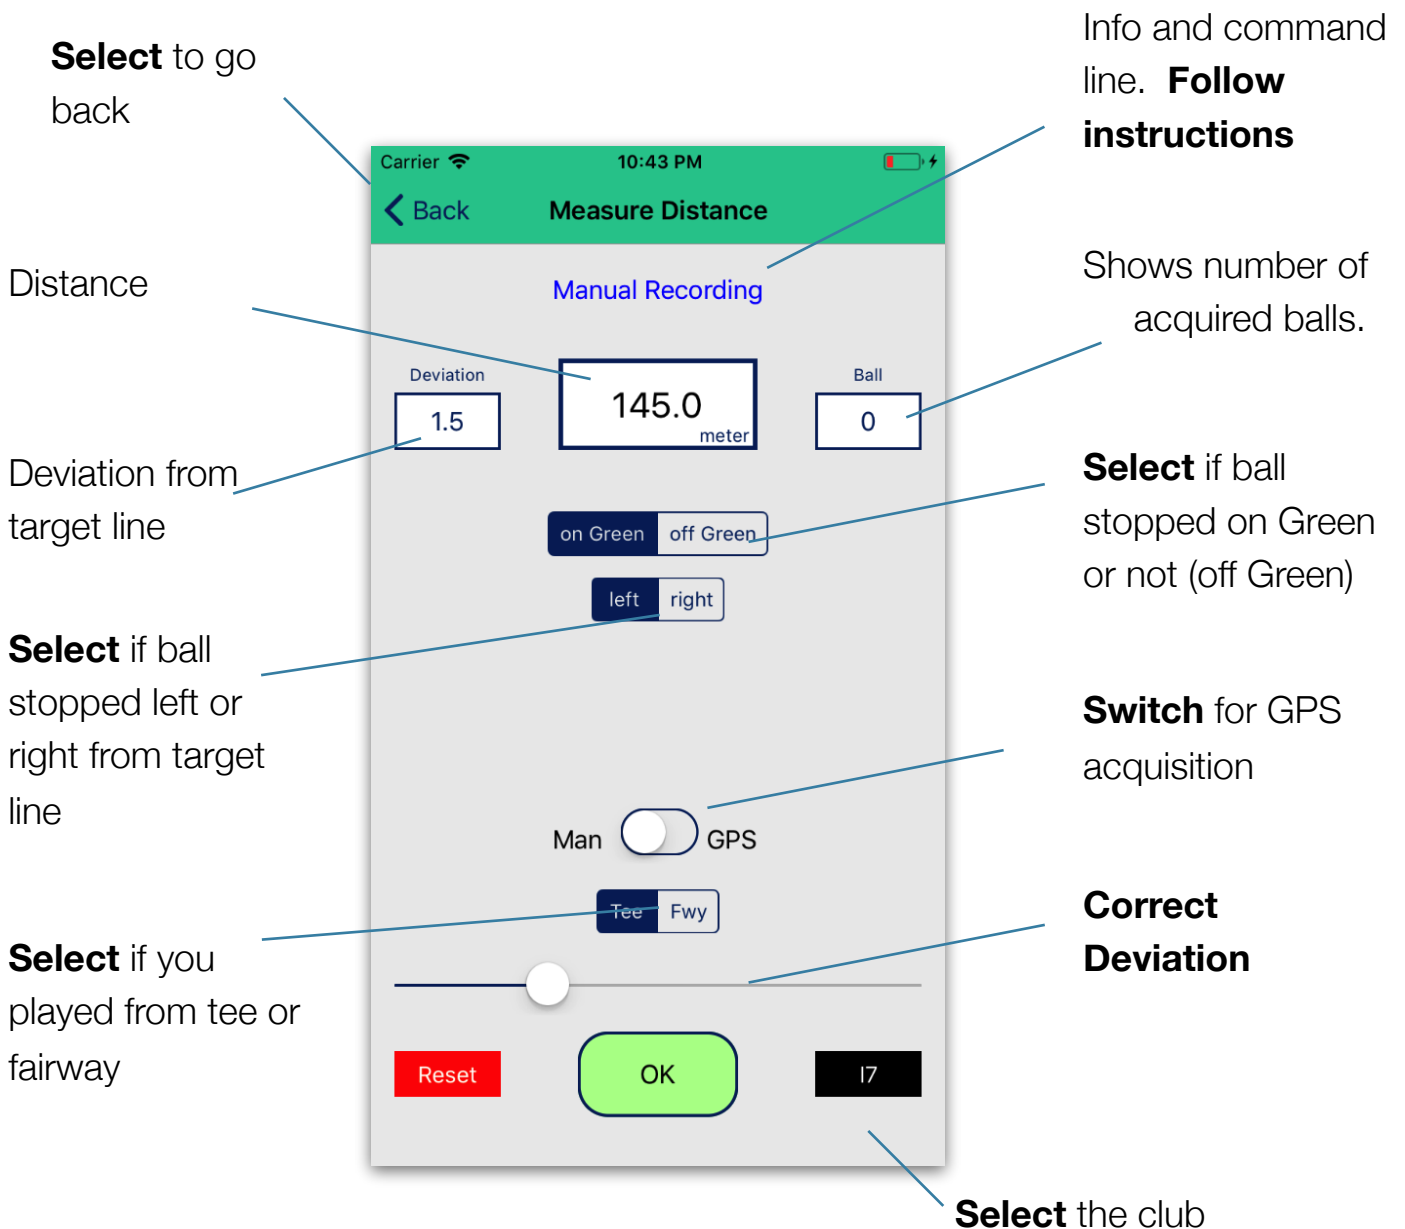 Select to go
back
Info and command
line. Follow
instructions
Carrier
10:43 PM
Back
Measure Distance
Distance
Manual Recording
Shows number of
acquired balls.
Deviation
1.5
145.0
meter
Ball
0
Deviation from
target line
on Green
off Green
Select if ball
stopped on Green
or not (off Green)
left
right
Select if ball
stopped left or
right from target
line
Switch for GPS
acquisition
Man
GPS
Tee
Fwy
Correct
Deviation
Select if you
played from tee or
fairway
Reset
OK
I7
Select the club